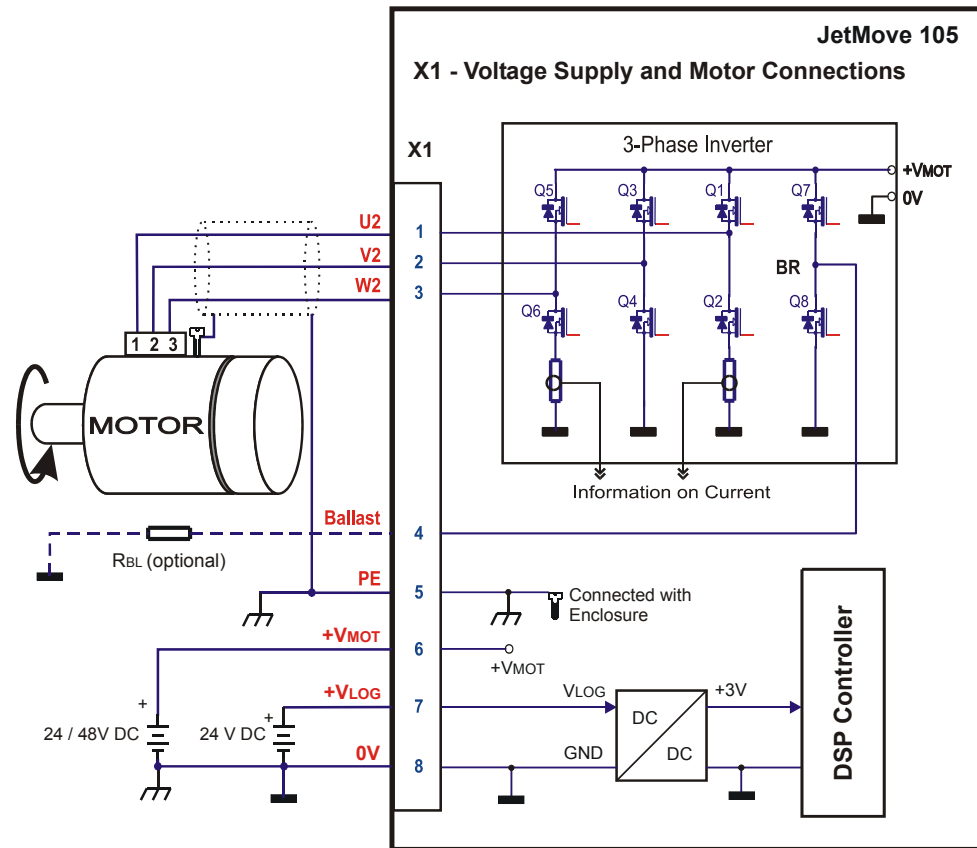 JetMove 105
X1 - Voltage Supply and Motor Connections
3-Phase Inverter
X1
+VMOT
0V
Q5
Q3
Q1
Q7
U2
1
V2
2
W2
3
BR
Q6
Q4
Q2
Q8
1 2 3
MOTOR
Information on Current
Ballast
4
RBL (optional)
PE
5
Connected with
Enclosure
+VMOT
6
+VMOT
+VLOG
7
VLOG
+3V
+
24 / 48V DC
+
24 V DC
DC
DC
DSP Controller
0V
8
GND